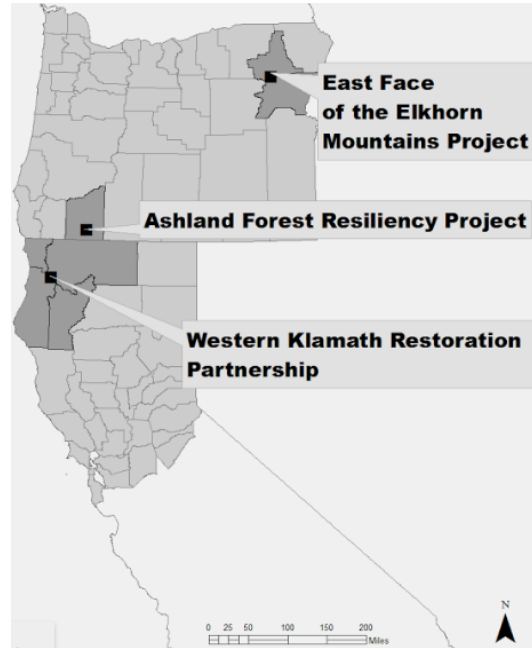 East Face
of the Elkhorn
Mountains Project
Ashland Forest Resiliency Project
Western Klamath Restoration
Partnership
0 25 50 100 150 200
Miles
N